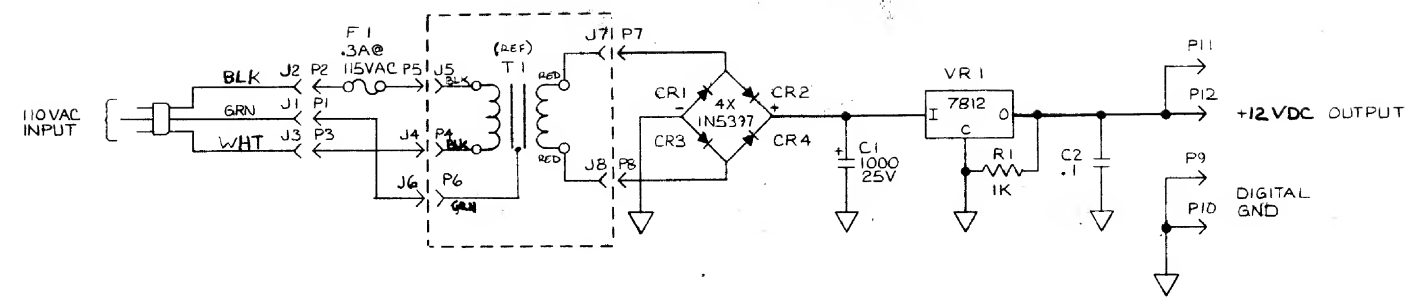 110VAC
INPUT
BLK
GRN
WHT
J2 P2
J1 P1
J3 P3
F1
.3A@
115VAC
P5 J5
BLK
J4 P4
BLK
J6 P6
GRN
(REF)
T1
RED
RED
J7 P7
J8 P8
CR1
CR2
CR3
CR4
4X
1N5397
-
+
+
C1
1000
25V
VR1
7812
I
O
C
R1
1K
C2
.1
P11
P12
+12VDC OUTPUT
P9
P10
DIGITAL
GND